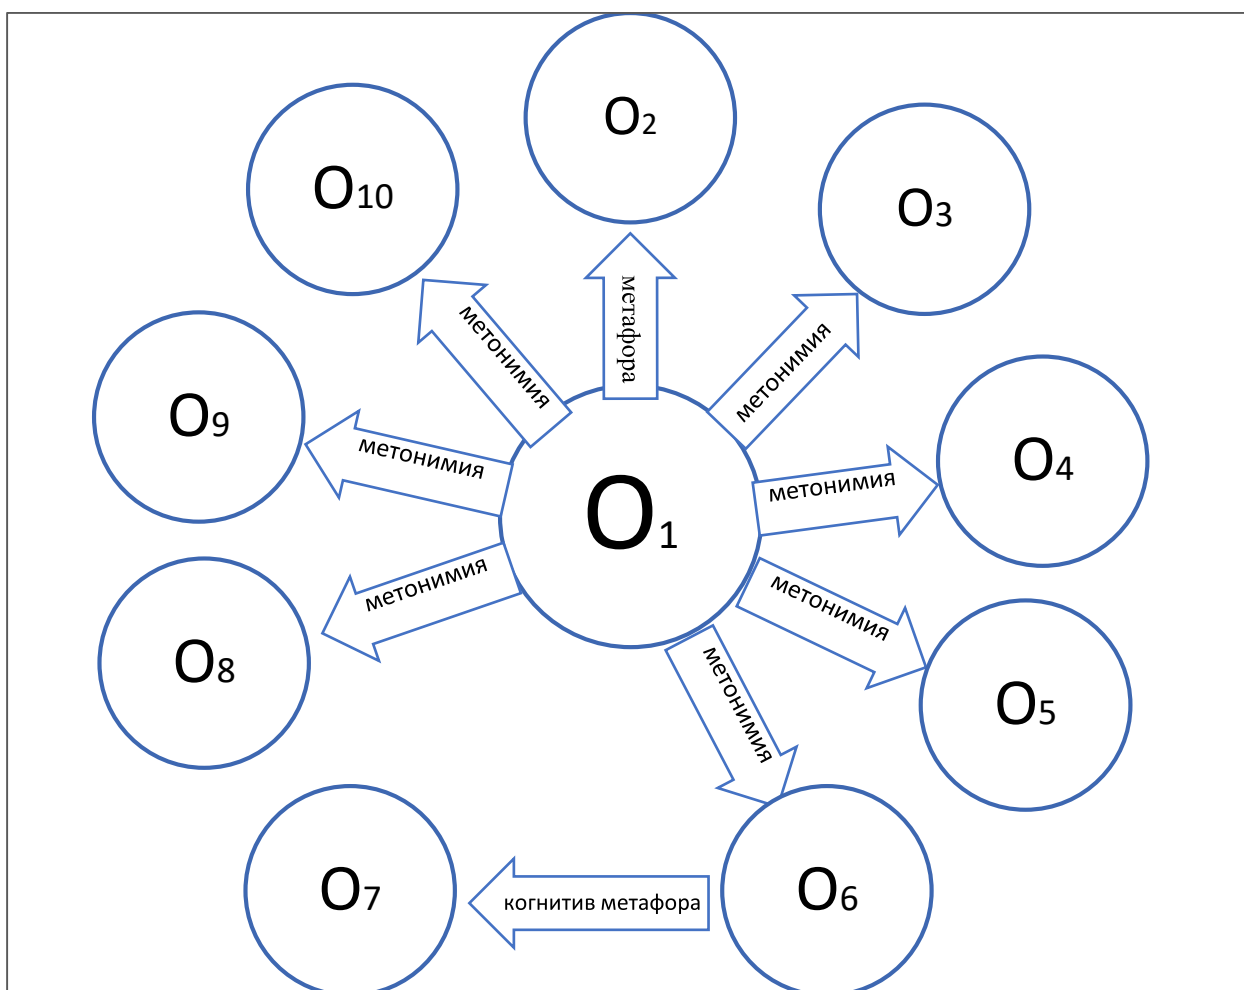 O2
O10
O3
метафора
метонимия
метонимия
O9
метонимия
O4
метонимия
O1
метонимия
метонимия
O8
метонимия
O5
O7
когнитив метафора
O6